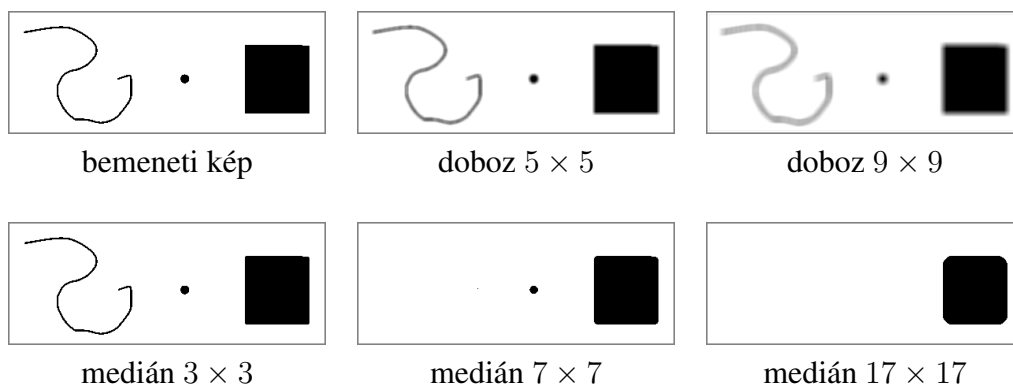 bemeneti kép
doboz 5 × 5
doboz 9 × 9
medián 3 × 3
medián 7 × 7
medián 17 × 17